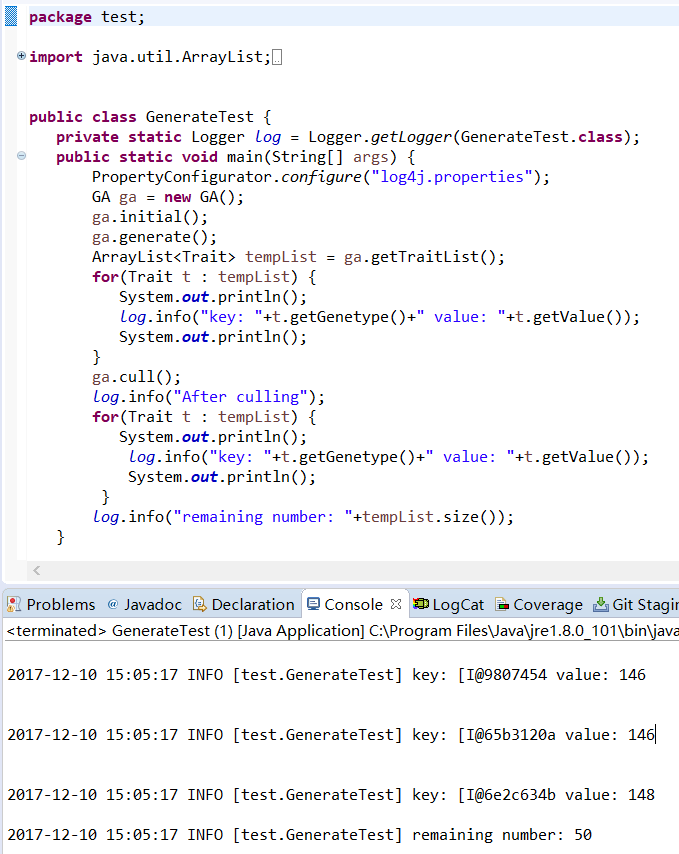 package test;
import java.util.ArrayList;
public class GenerateTest {
private static Logger log = Logger.getLogger(GenerateTest.class);
public static void main(String[] args) {
PropertyConfigurator.configure("log4j.properties");
GA ga = new GA();
ga.initial();
ga.generate();
ArrayList<Trait> tempList = ga.getTraitList();
for(Trait t : tempList) {
System.out.println();
log.info("key: "+t.getGenetype()+" value: "+t.getValue());
System.out.println();
}
ga.cull();
log.info("After culling");
for(Trait t : tempList) {
System.out.println();
log.info("key: "+t.getGenetype()+" value: "+t.getValue());
System.out.println();
}
log.info("remaining number: "+tempList.size());
}
Problems @ Javadoc Declaration Console LogCat Coverage Git Stagin
<terminated> GenerateTest (1) [Java Application] C:\Program Files\Java\jre1.8.0_101\bin\java
2017-12-10 15:05:17 INFO [test.GenerateTest] key: [I@9807454 value: 146
2017-12-10 15:05:17 INFO [test.GenerateTest] key: [I@65b3120a value: 146
2017-12-10 15:05:17 INFO [test.GenerateTest] key: [I@6e2c634b value: 148
2017-12-10 15:05:17 INFO [test.GenerateTest] remaining number: 50